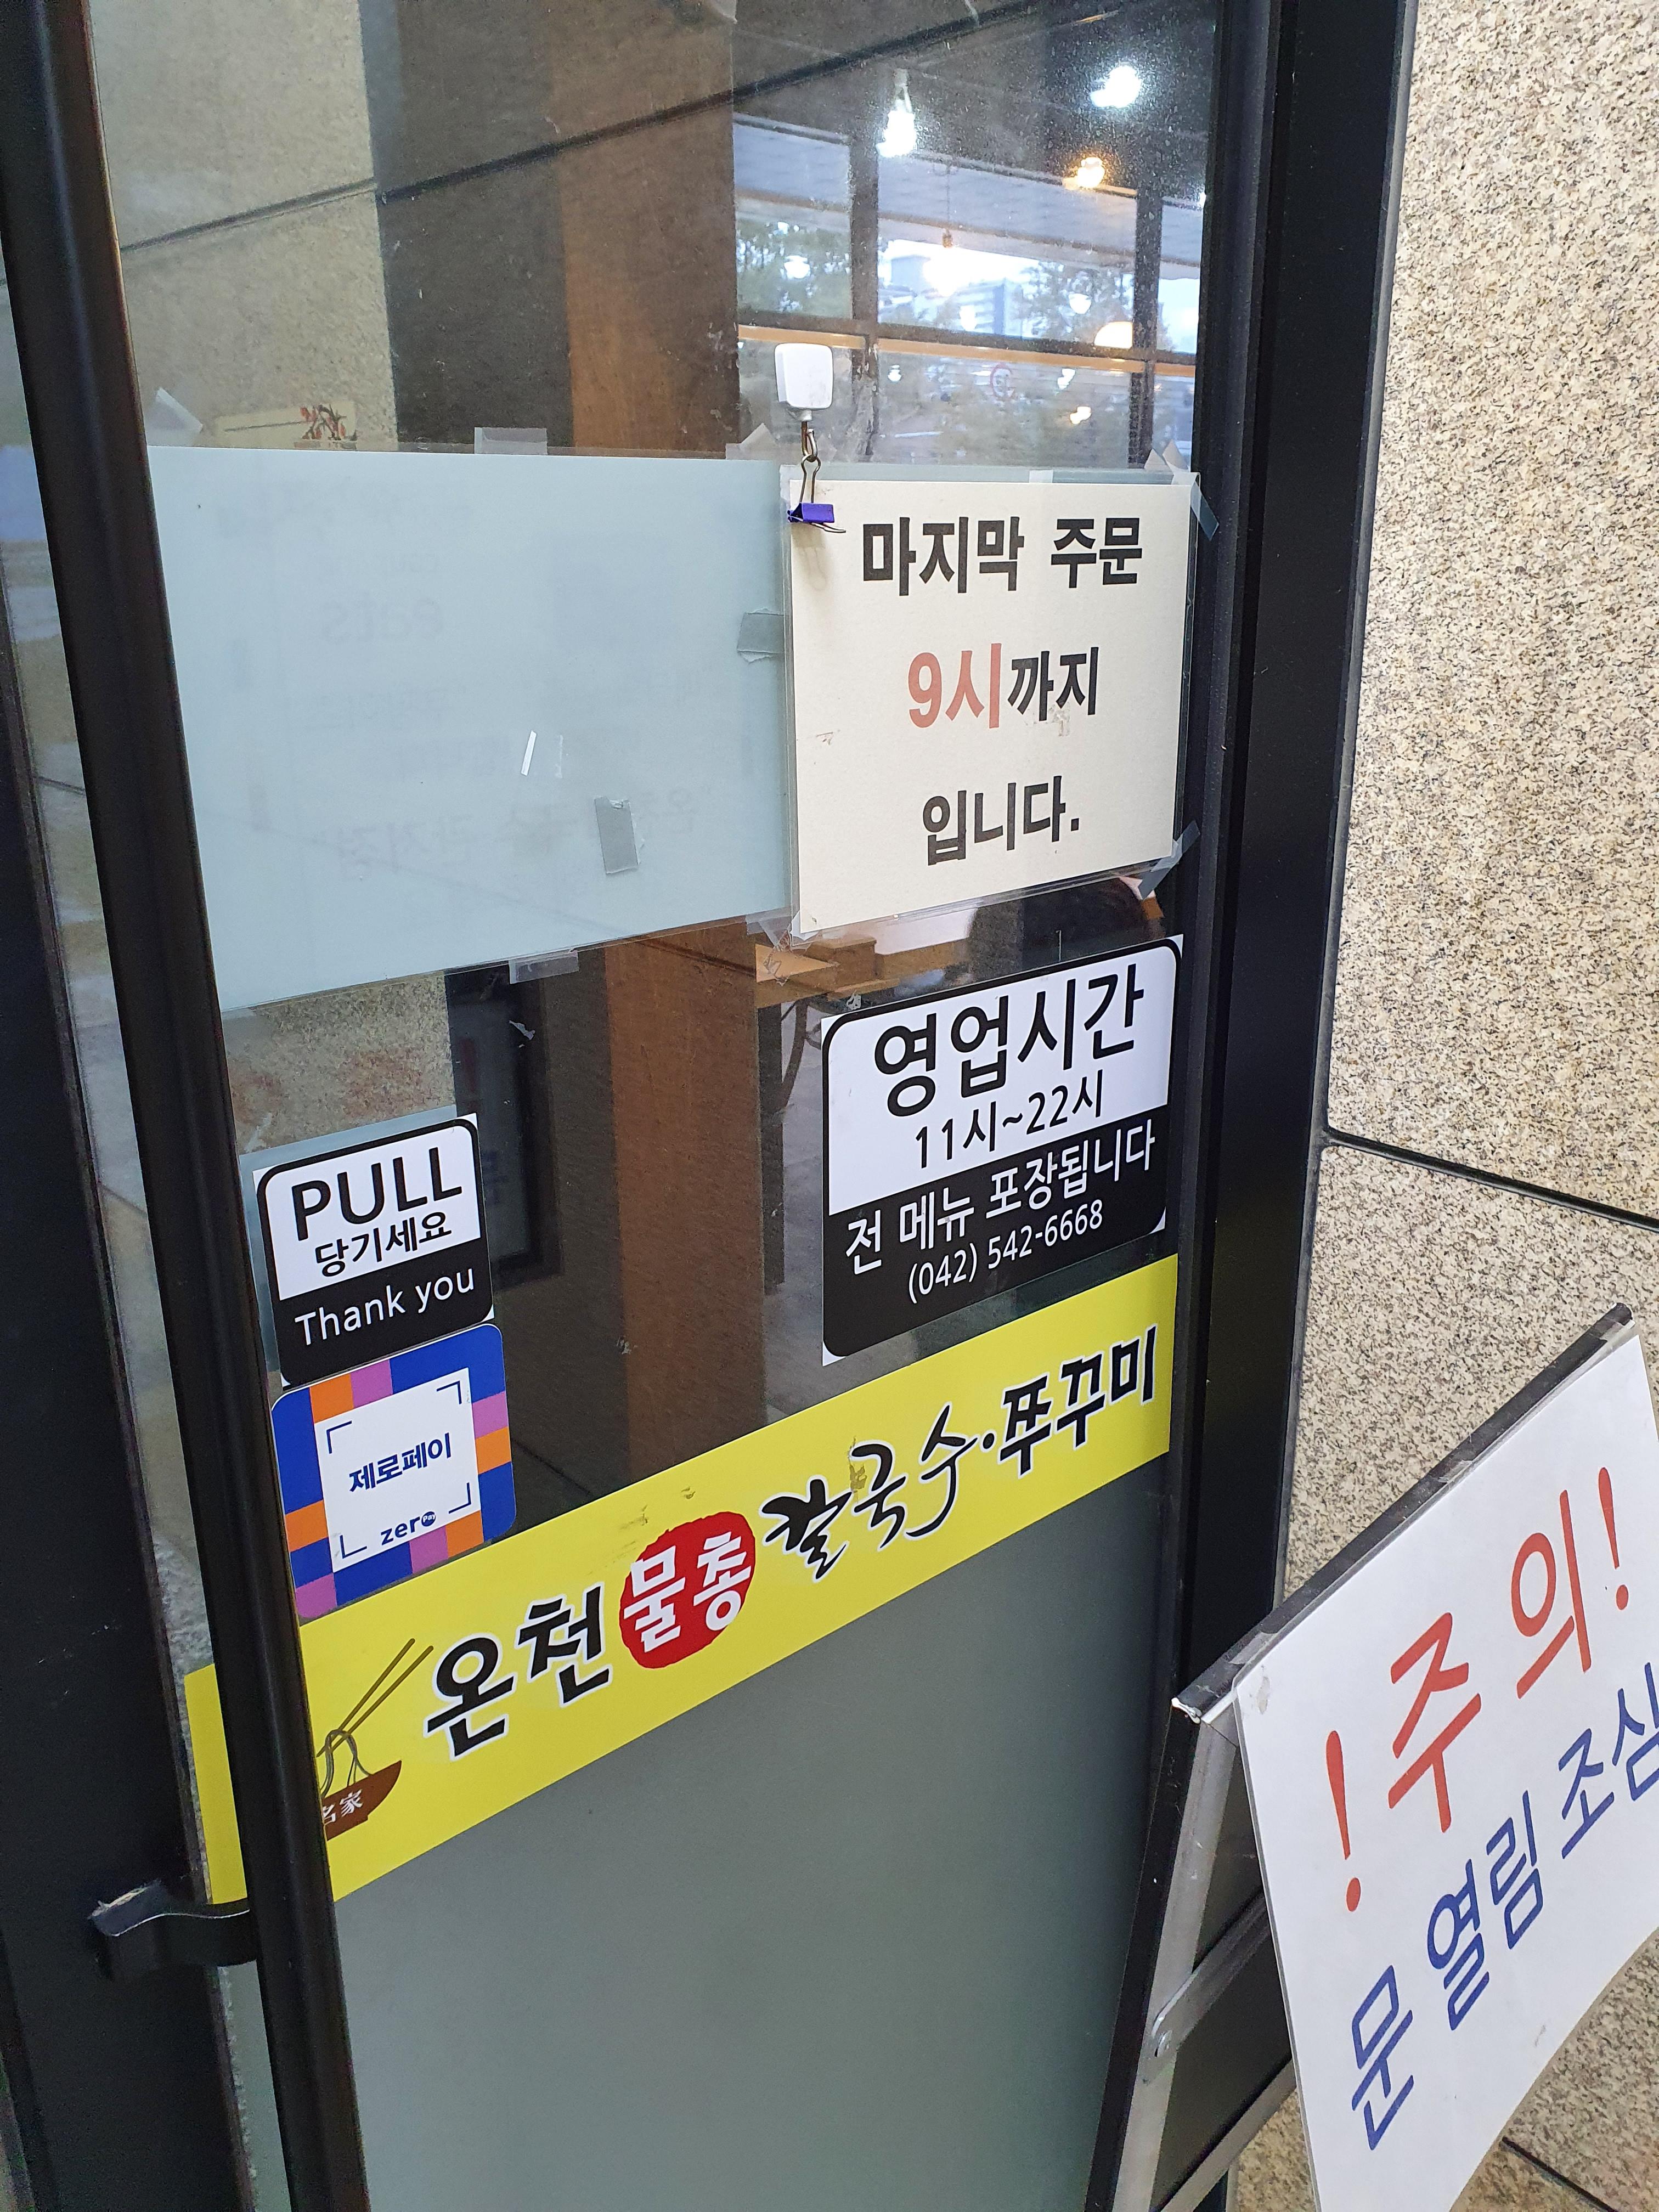 마지막 주문
9시까지
입니다.
영업시간
11시~22시
전 메뉴 포장됩니다
(042) 542-6668
PULL
당기세요
Thank you
제로페이
zero Pay
온천 물총 칼국수·쭈꾸미
名家
!주의!
문 열림 조심